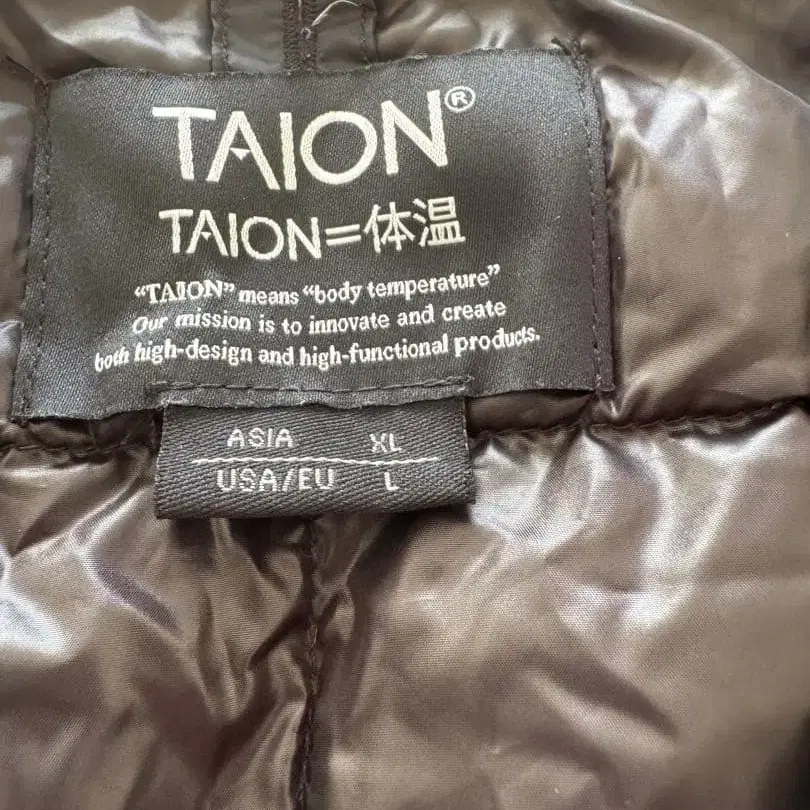 TAION®
TAION=体温
“TAION” means “body temperature”
Our mission is to innovate and create
both high-design and high-functional products.
ASIA XL
USA/EU L